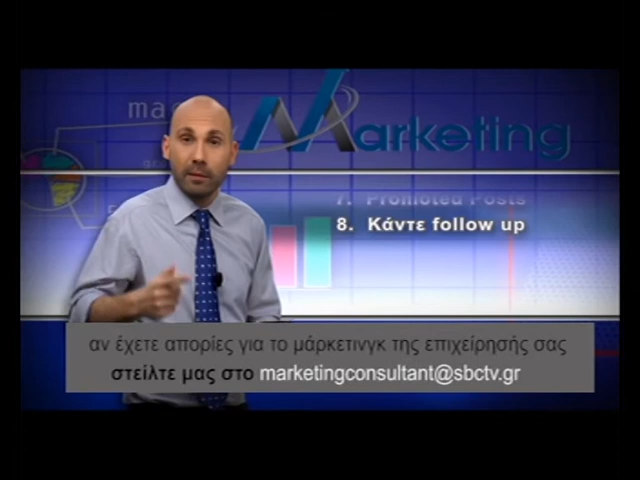 Marketing
7. Promoted Posts
8. Κάντε follow up
αν έχετε απορίες για το μάρκετινγκ της επιχείρησής σας
στείλτε μας στο marketingconsultant@sbctv.gr